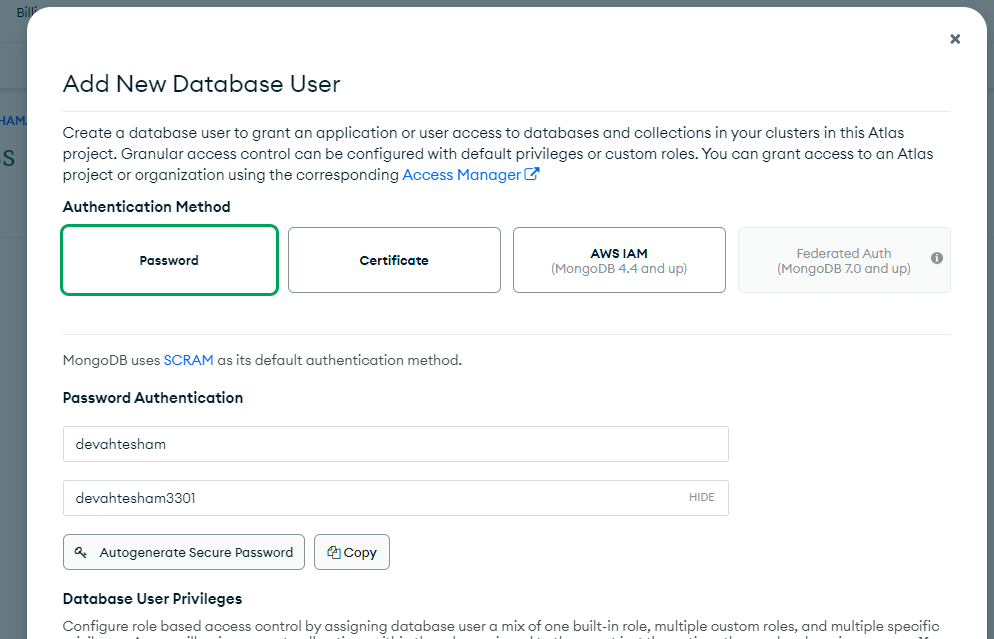 Billi
Add New Database User
HAM.
S
Create a database user to grant an application or user access to databases and collections in your clusters in this Atlas
project. Granular access control can be configured with default privileges or custom roles. You can grant access to an Atlas
project or organization using the corresponding Access Manager
Authentication Method
Password
Certificate
AWS IAM
(MongoDB 4.4 and up)
Federated Auth
(MongoDB 7.0 and up)
MongoDB uses SCRAM as its default authentication method.
Password Authentication
devahtesham
devahtesham3301 HIDE
Autogenerate Secure Password
Copy
Database User Privileges
Configure role based access control by assigning database user a mix of one built-in role, multiple custom roles, and multiple specific